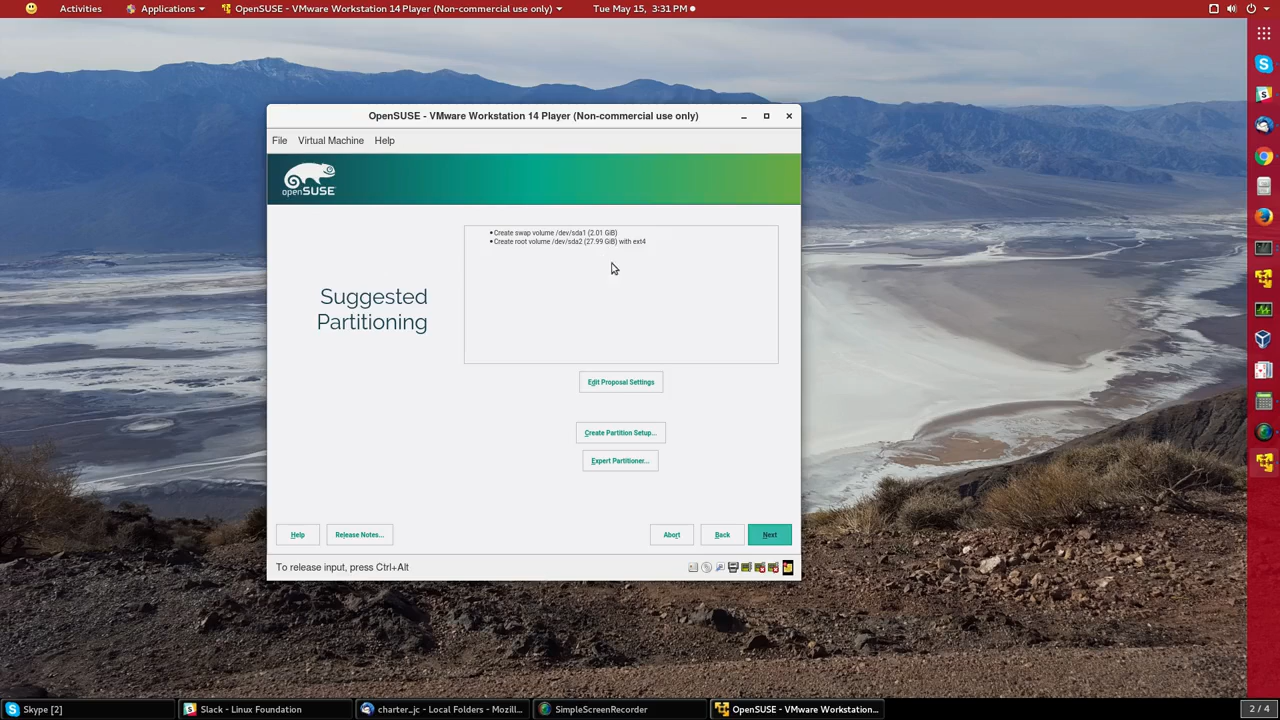 Activities
Applications
OpenSUSE - VMware Workstation 14 Player (Non-commercial use only)
Tue May 15, 3:31 PM
OpenSUSE - VMware Workstation 14 Player (Non-commercial use only)
File Virtual Machine Help
openSUSE
Suggested
Partitioning
Create swap volume /dev/sda1 (2.01 GiB)
Create root volume /dev/sda2 (27.99 GiB) with ext4
Edit Proposal Settings
Create Partition Setup...
Expert Partitioner...
Help Release Notes... Abort Back Next
To release input, press Ctrl+Alt
Skype [2]
Slack - Linux Foundation
charter_jc - Local Folders - Mozill...
SimpleScreenRecorder
OpenSUSE - VMware Workstation...
2 / 4